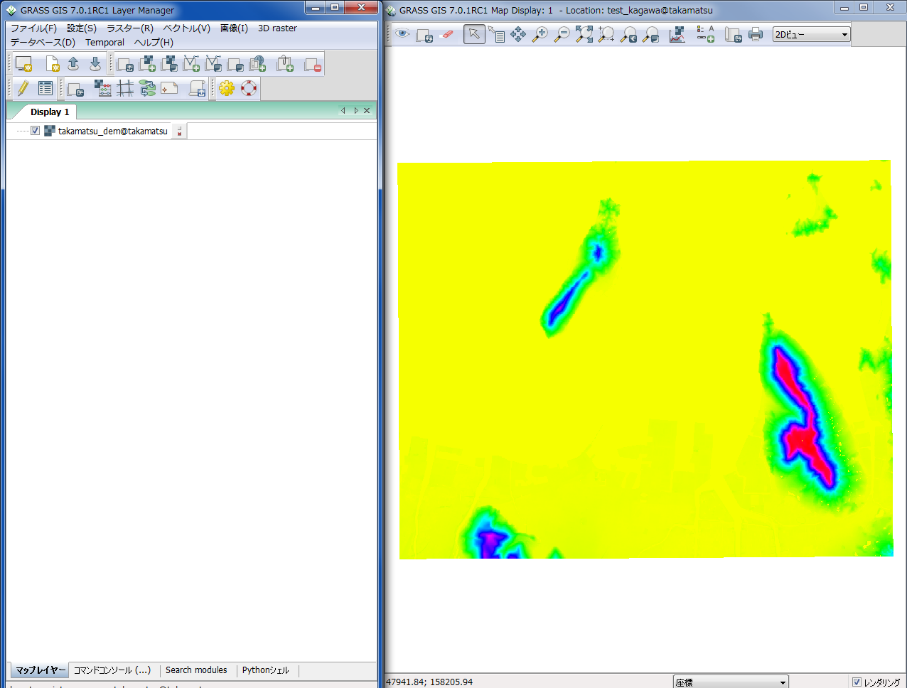 GRASS GIS 7.0.1RC1 Layer Manager
ファイル(F) 設定(S) ラスター(R) ベクトル(V) 画像(I) 3D raster
データベース(D) Temporal ヘルプ(H)
Display 1
takamatsu_dem@takamatsu
マップレイヤー コマンドコンソール (...) Search modules Pythonシェル
GRASS GIS 7.0.1RC1 Map Display: 1 - Location: test_kagawa@takamatsu
2Dビュー
47941.84; 158205.94
座標
レンダリング